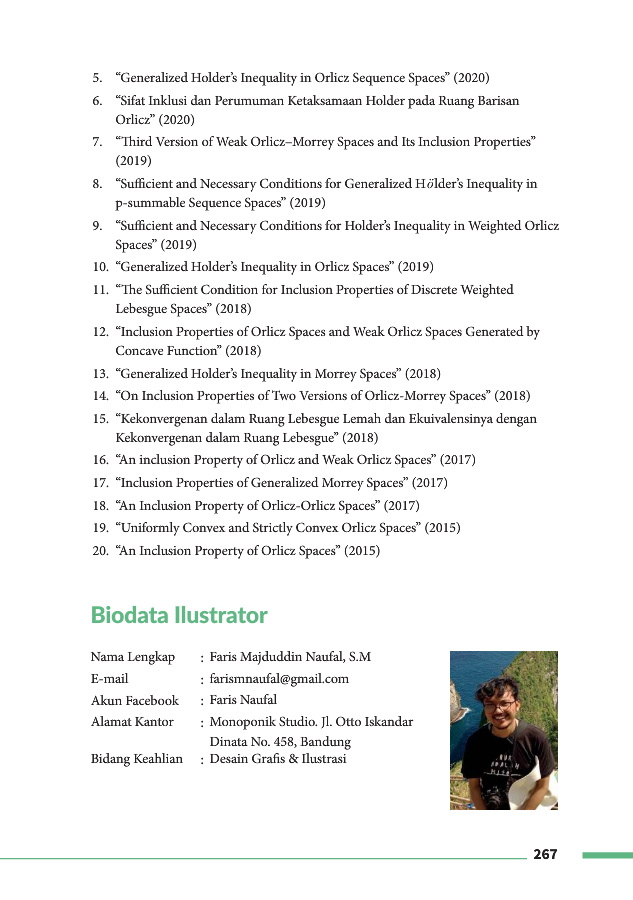 5. “Generalized Holder’s Inequality in Orlicz Sequence Spaces” (2020)
6. “Sifat Inklusi dan Perumuman Ketaksamaan Holder pada Ruang Barisan
Orlicz” (2020)
7. “Third Version of Weak Orlicz–Morrey Spaces and Its Inclusion Properties”
(2019)
8. “Sufficient and Necessary Conditions for Generalized Hölder’s Inequality in
p-summable Sequence Spaces” (2019)
9. “Sufficient and Necessary Conditions for Holder’s Inequality in Weighted Orlicz
Spaces” (2019)
10. “Generalized Holder’s Inequality in Orlicz Spaces” (2019)
11. “The Sufficient Condition for Inclusion Properties of Discrete Weighted
Lebesgue Spaces” (2018)
12. “Inclusion Properties of Orlicz Spaces and Weak Orlicz Spaces Generated by
Concave Function” (2018)
13. “Generalized Holder’s Inequality in Morrey Spaces” (2018)
14. “On Inclusion Properties of Two Versions of Orlicz-Morrey Spaces” (2018)
15. “Kekonvergenan dalam Ruang Lebesgue Lemah dan Ekuivalensinya dengan
Kekonvergenan dalam Ruang Lebesgue” (2018)
16. “An inclusion Property of Orlicz and Weak Orlicz Spaces” (2017)
17. “Inclusion Properties of Generalized Morrey Spaces” (2017)
18. “An Inclusion Property of Orlicz-Orlicz Spaces” (2017)
19. “Uniformly Convex and Strictly Convex Orlicz Spaces” (2015)
20. “An Inclusion Property of Orlicz Spaces” (2015)
Biodata Ilustrator
Nama Lengkap : Faris Majduddin Naufal, S.M
E-mail : farismnaufal@gmail.com
Akun Facebook : Faris Naufal
Alamat Kantor : Monoponik Studio. Jl. Otto Iskandar
Dinata No. 458, Bandung
Bidang Keahlian : Desain Grafis & Ilustrasi
267